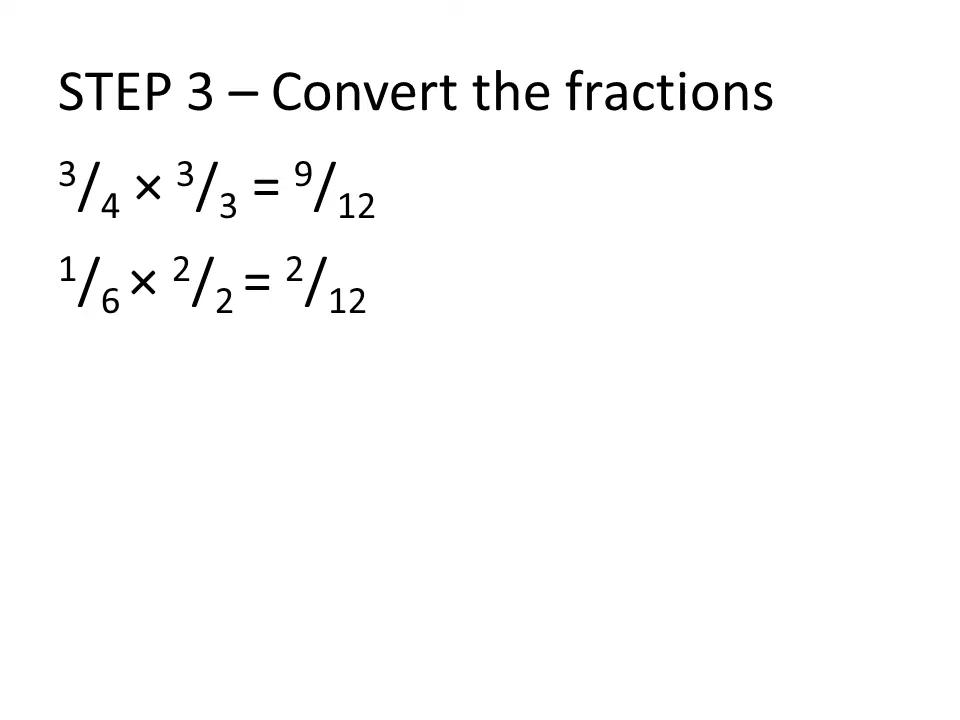 STEP 3 – Convert the fractions
³/₄ × ³/₃ = ⁹/₁₂
¹/₆ × ²/₂ = ²/₁₂